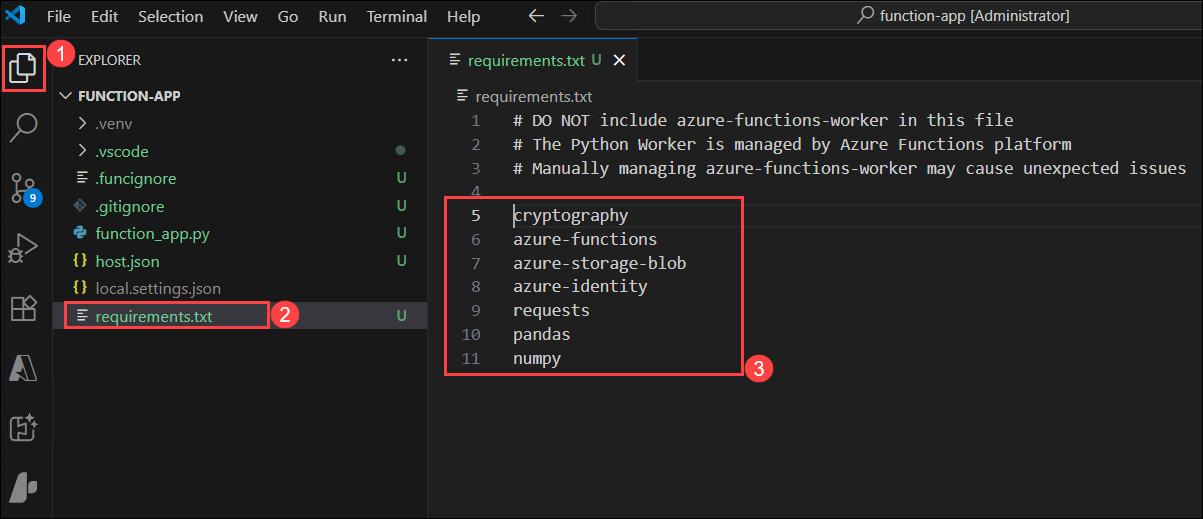 File Edit Selection View Go Run Terminal Help
function-app [Administrator]
1
EXPLORER
requirements.txt U
FUNCTION-APP
.venv
.vscode
.funcignore U
.gitignore U
9
function_app.py U
host.json U
local.settings.json
requirements.txt U
2
requirements.txt
1 # DO NOT include azure-functions-worker in this file
2 # The Python Worker is managed by Azure Functions platform
3 # Manually managing azure-functions-worker may cause unexpected issues
4
5 cryptography
6 azure-functions
7 azure-storage-blob
8 azure-identity
9 requests
10 pandas
11 numpy
3